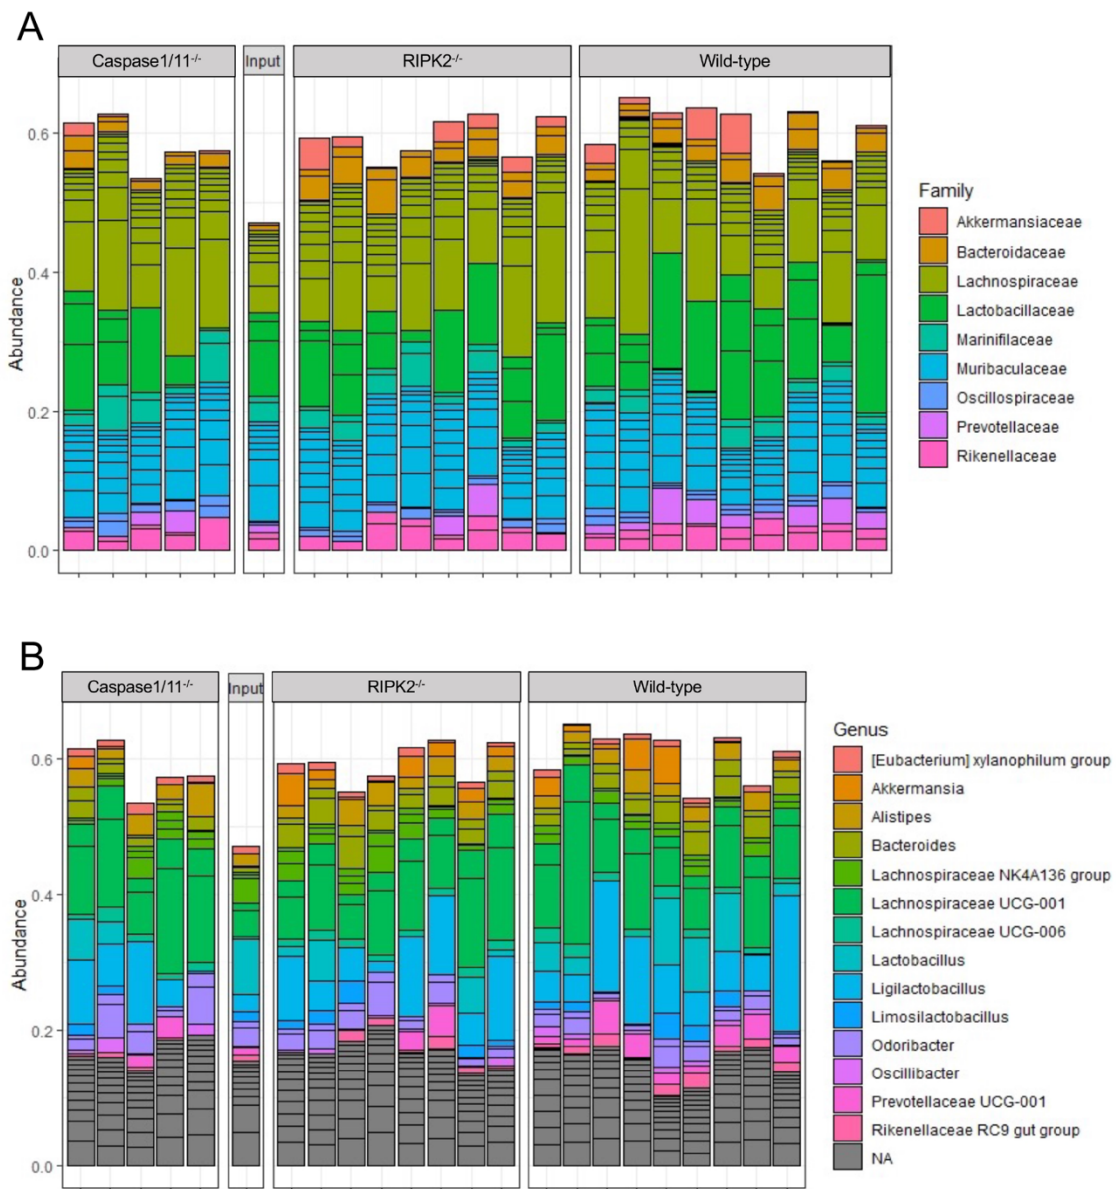 A
Caspase1/11-/-
Input
RIPK2-/-
Wild-type
0.6
0.4
0.2
0.0
Abundance
Family
Akkermansiaceae
Bacteroidaceae
Lachnospiraceae
Lactobacillaceae
Marinifilaceae
Muribaculaceae
Oscillospiraceae
Prevotellaceae
Rikenellaceae
B
Caspase1/11-/-
Input
RIPK2-/-
Wild-type
0.6
0.4
0.2
0.0
Abundance
Genus
[Eubacterium] xylanophilum group
Akkermansia
Alistipes
Bacteroides
Lachnospiraceae NK4A136 group
Lachnospiraceae UCG-001
Lachnospiraceae UCG-006
Lactobacillus
Ligilactobacillus
Limosilactobacillus
Odoribacter
Oscillibacter
Prevotellaceae UCG-001
Rikenellaceae RC9 gut group
NA